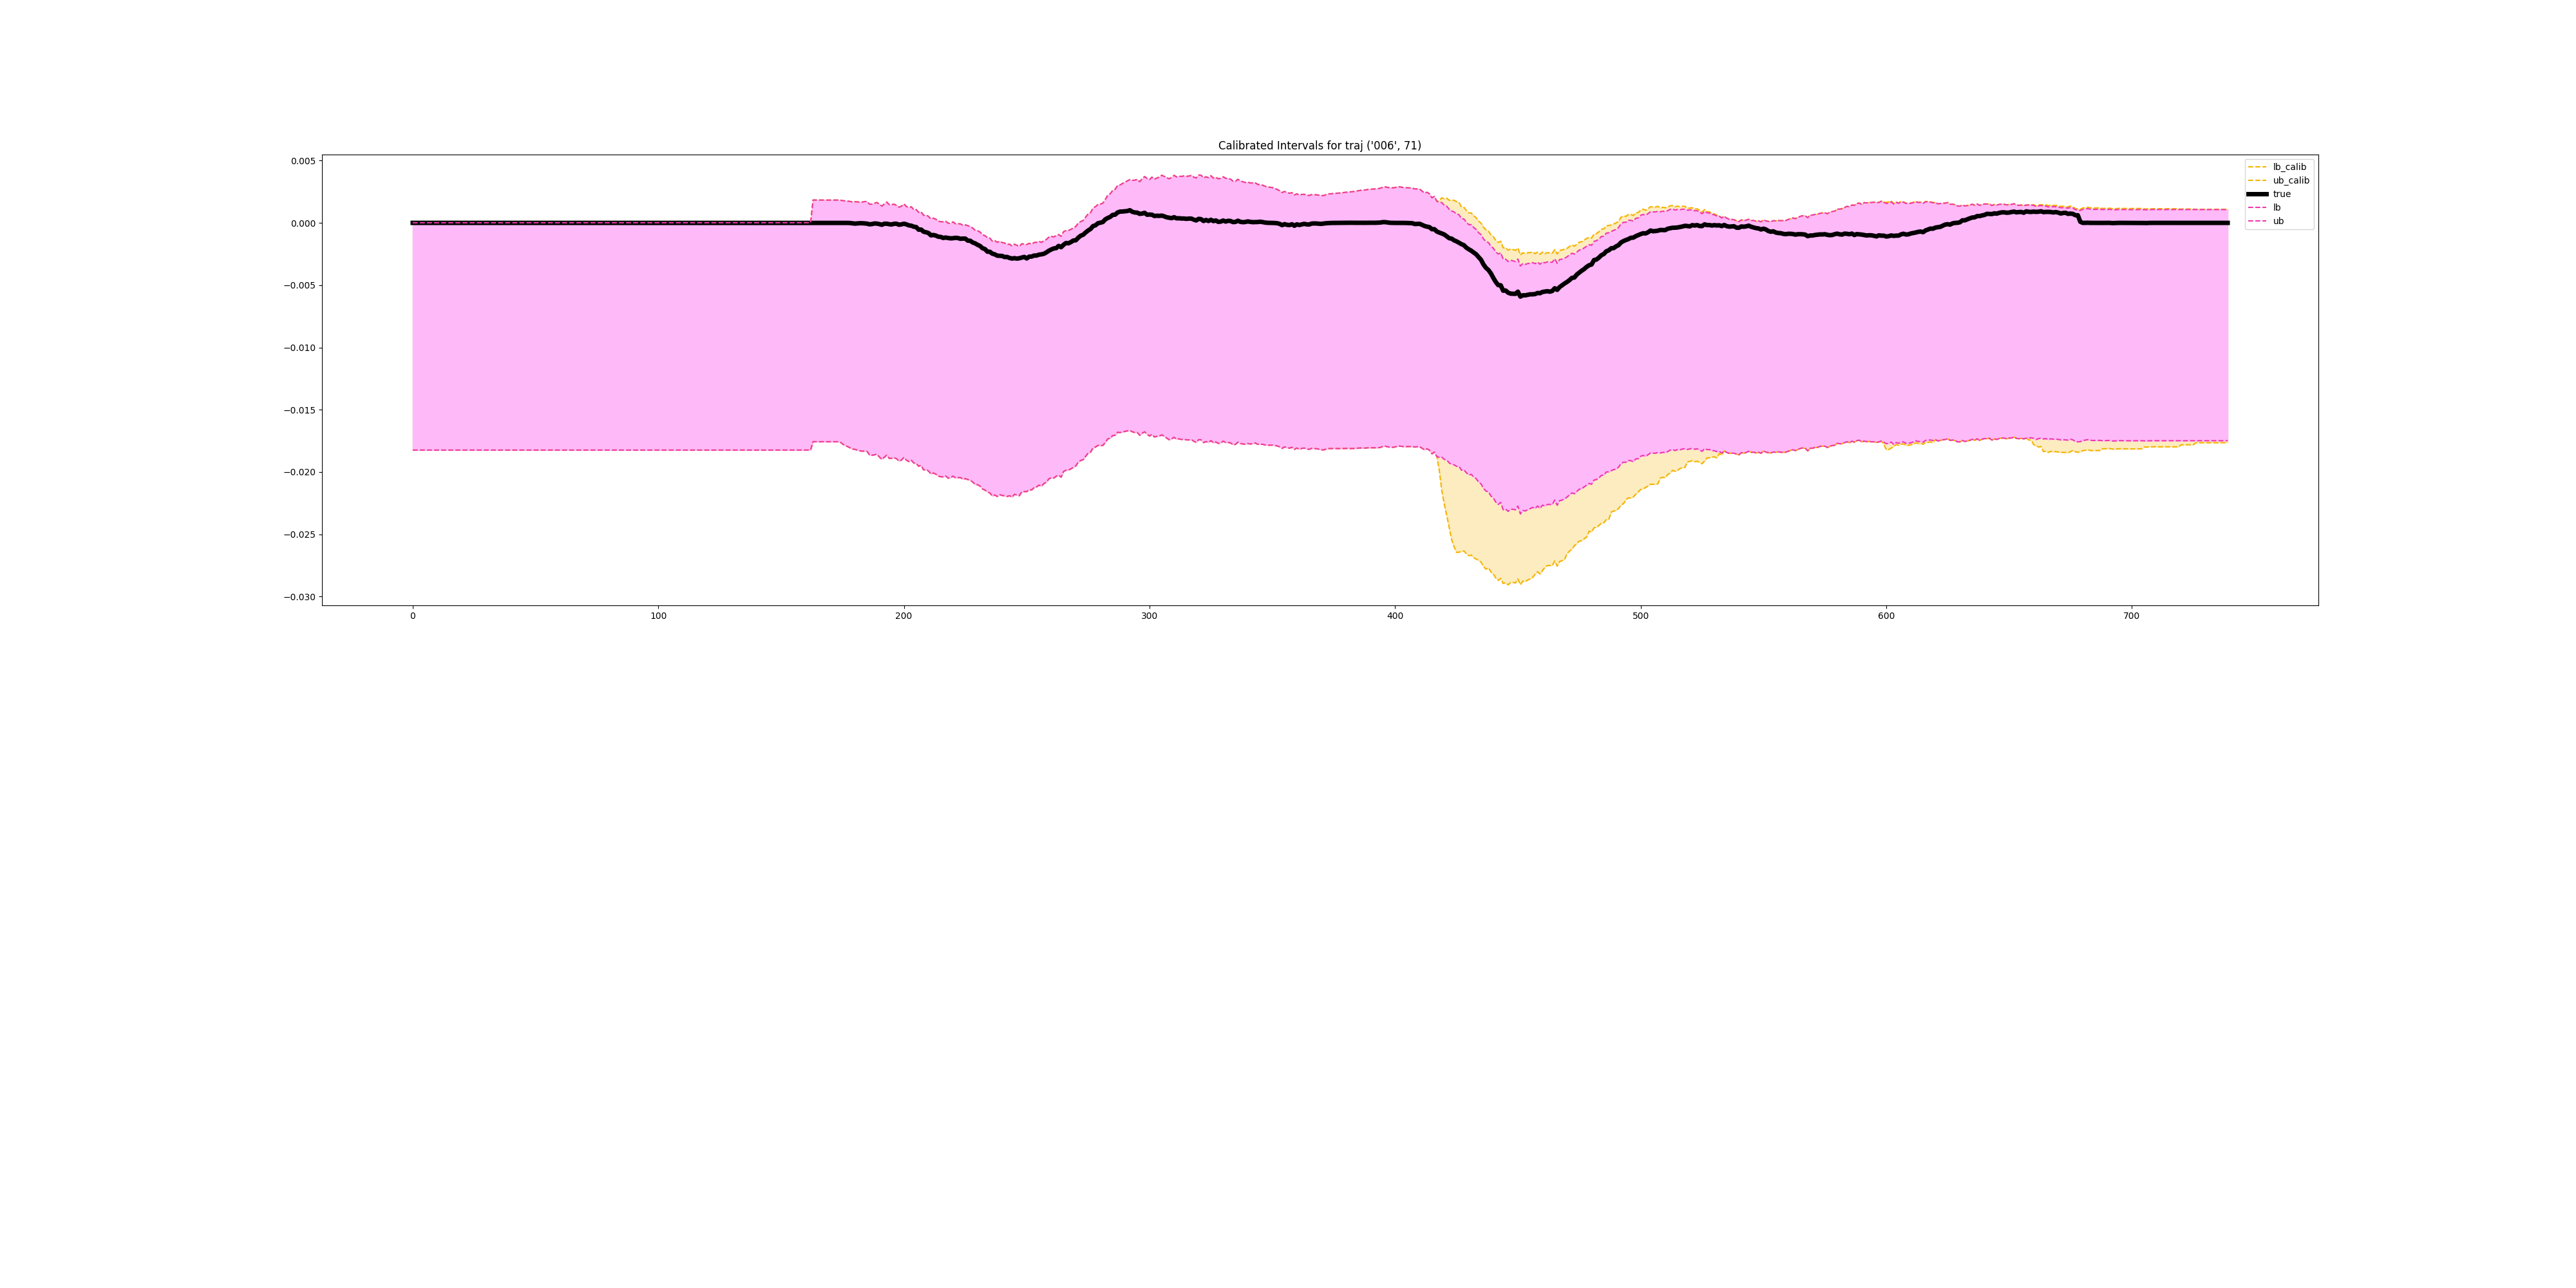 Calibrated Intervals for traj ('006', 71)
0.005
0.000
−0.005
−0.010
−0.015
−0.020
−0.025
−0.030
0 100 200 300 400 500 600 700
lb_calib
ub_calib
true
lb
ub